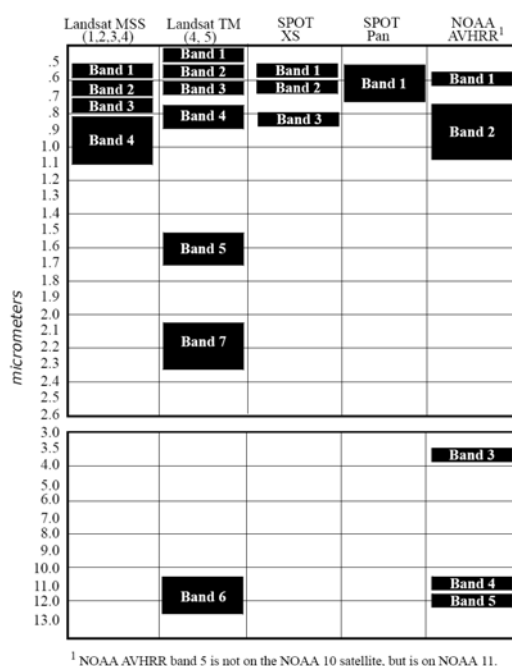 Landsat MSS Landsat TM SPOT SPOT NOAA
(1,2,3,4) (4, 5) XS Pan AVHRR¹
.5 Band 1 Band 1 Band 1 Band 1 Band 1
.6 Band 2 Band 2 Band 2
.7 Band 3 Band 3
.8 Band 4 Band 4 Band 3 Band 2
.9
1.0
1.1
1.2
1.3
1.4
1.5
1.6 Band 5
1.7
1.8
1.9
2.0
2.1
2.2 Band 7
2.3
2.4
2.5
2.6
micrometers
3.0
3.5 Band 3
4.0
5.0
6.0
7.0
8.0
9.0
10.0
11.0 Band 4
12.0 Band 6 Band 5
13.0
¹ NOAA AVHRR band 5 is not on the NOAA 10 satellite, but is on NOAA 11.